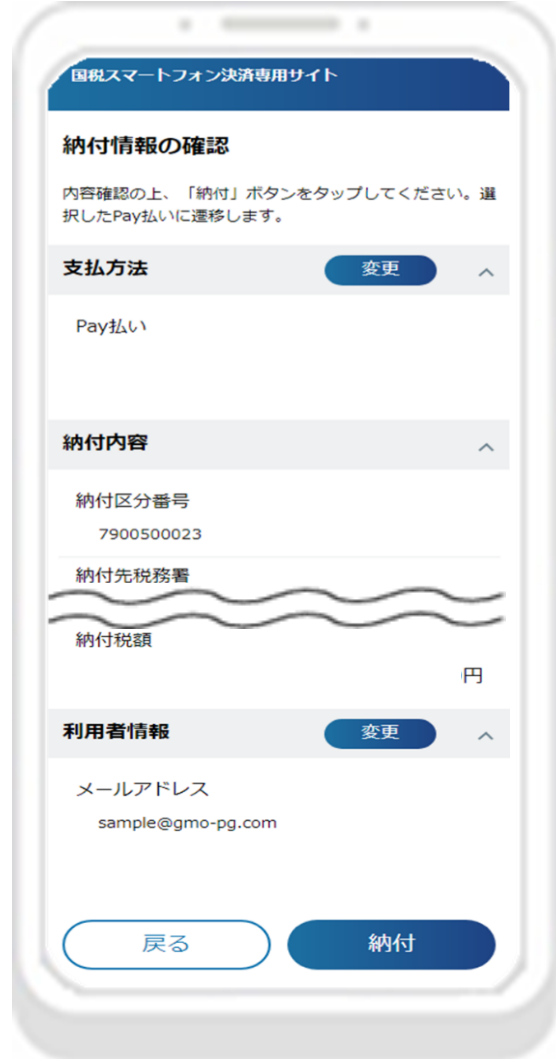 国税スマートフォン決済専用サイト
納付情報の確認
内容確認の上、「納付」ボタンをタップしてください。選
択したPay払いに遷移します。
支払方法
変更
Pay払い
納付内容
納付区分番号
7900500023
納付先税務署
納付税額
円
利用者情報
変更
メールアドレス
sample@gmo-pg.com
戻る
納付